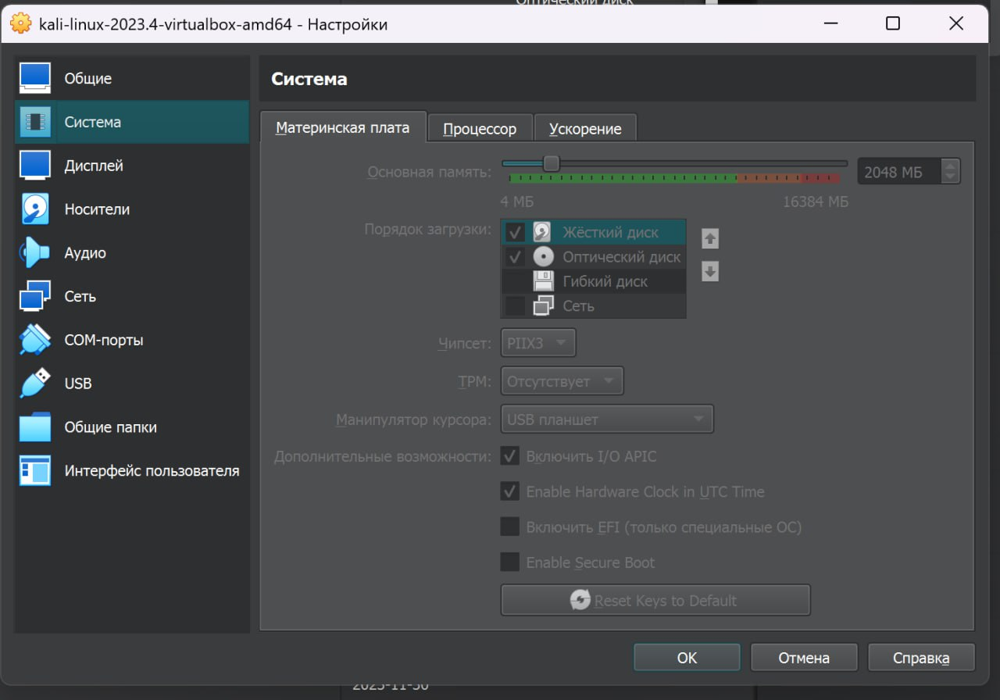 Оптический диск
kali-linux-2023.4-virtualbox-amd64 - Настройки
Общие
Система
Дисплей
Носители
Аудио
Сеть
COM-порты
USB
Общие папки
Интерфейс пользователя
Система
Материнская плата
Процессор
Ускорение
Основная память:
2048 МБ
4 МБ
16384 МБ
Порядок загрузки:
Жёсткий диск
Оптический диск
Гибкий диск
Сеть
Чипсет:
PIIX3
TPM:
Отсутствует
Манипулятор курсора:
USB планшет
Дополнительные возможности:
Включить I/O APIC
Enable Hardware Clock in UTC Time
Включить EFI (только специальные ОС)
Enable Secure Boot
Reset Keys to Default
OK
Отмена
Справка
2023-11-30